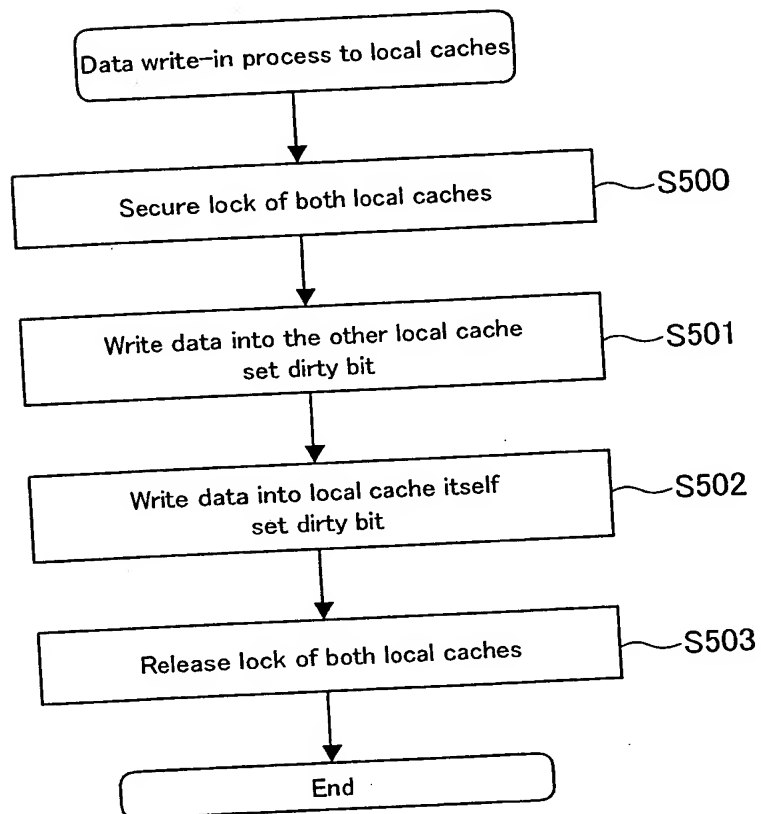 Data write-in process to local caches
Secure lock of both local caches
S500
Write data into the other local cache
set dirty bit
S501
Write data into local cache itself
set dirty bit
S502
Release lock of both local caches
S503
End